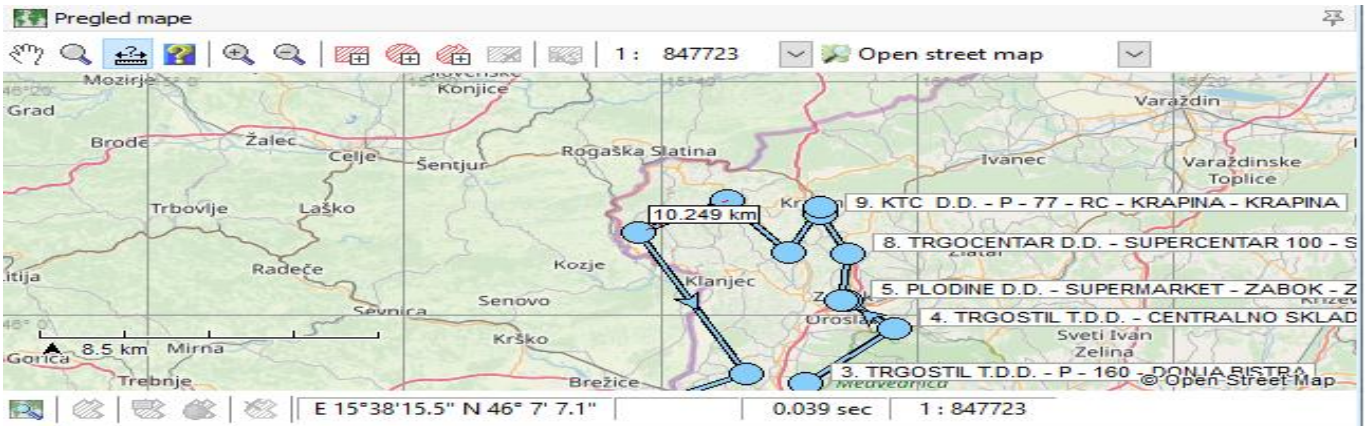 Pregled mape
1 : 847723 Open street map
Mozirje
Konjice
Grad
Varaždin
Brode
Žalec
Celje
Šentjur
Rogaška Slatina
Ivanec
Varaždinske
Toplice
Trbovlje
Laško
10.249 km
9. KTC D.D. - P - 77 - RC - KRAPINA - KRAPINA
8. TRGOCENTAR D.D. - SUPERCENTAR 100 - S
Radeče
Kozje
Klanjec
Zlatar
5. PLODINE D.D. - SUPERMARKET - ZABOK - Z
Senovo
Sevnica
4. TRGOSTIL T.D.D. - CENTRALNO SKLAD
Krško
Sveti Ivan
Zelina
8.5 km
Mirna
Gorica
Trebnje
Brežice
3. TRGOSTIL T.D.D. - P - 160 - DONJA BISTRA
Medvednica
© Open Street Map
E 15°38'15.5" N 46° 7' 7.1" 0.039 sec 1 : 847723